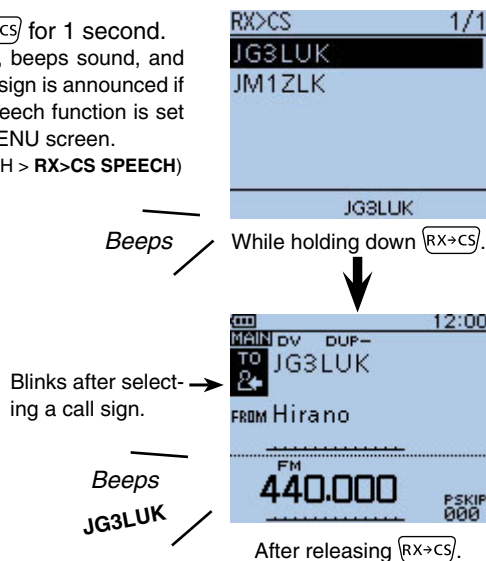 CS for 1 second.
, beeps sound, and
sign is announced if
eech function is set
ENU screen.
H > RX>CS SPEECH)
RX>CS 1/1
JG3LUK
JM1ZLK
JG3LUK
Beeps
While holding down RX→CS.
12:00
MAIN DV DUP–
TO JG3LUK
Blinks after select-
ing a call sign.
FROM Hirano
FM
440.000
PSKIP
000
Beeps
JG3LUK
After releasing RX→CS.